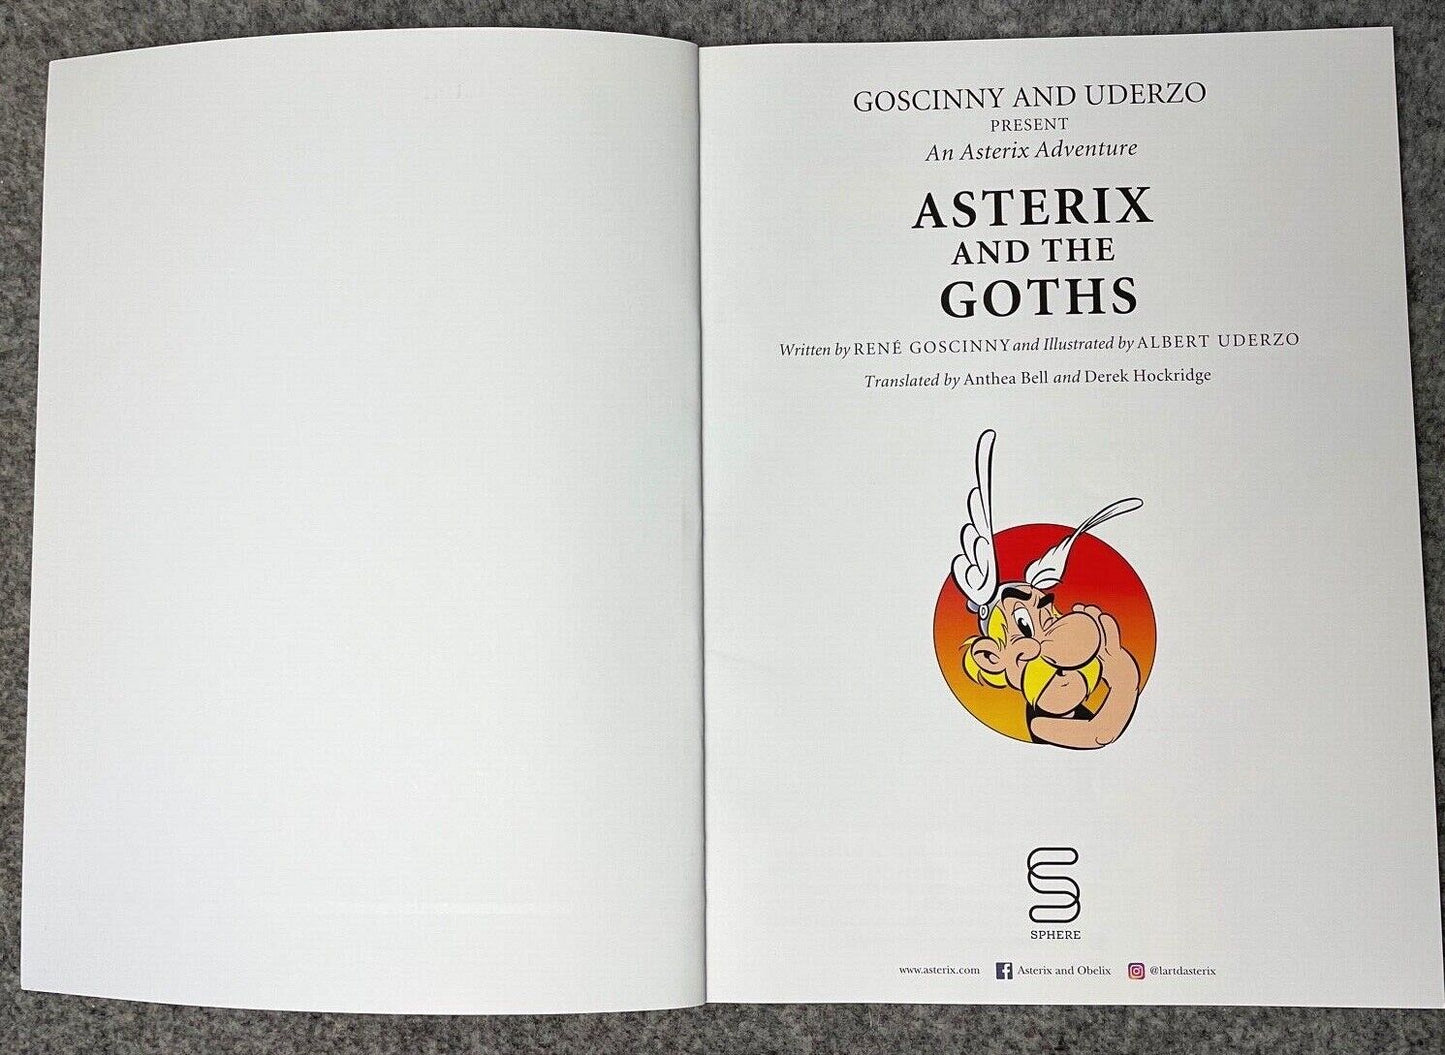 GOSCINNY AND UDERZO
PRESENT
An Asterix Adventure
ASTERIX
AND THE
GOTHS
Written by RENÉ GOSCINNY and Illustrated by ALBERT UDERZO
Translated by Anthea Bell and Derek Hockridge
SPHERE
www.asterix.com Asterix and Obelix @lartdasterix